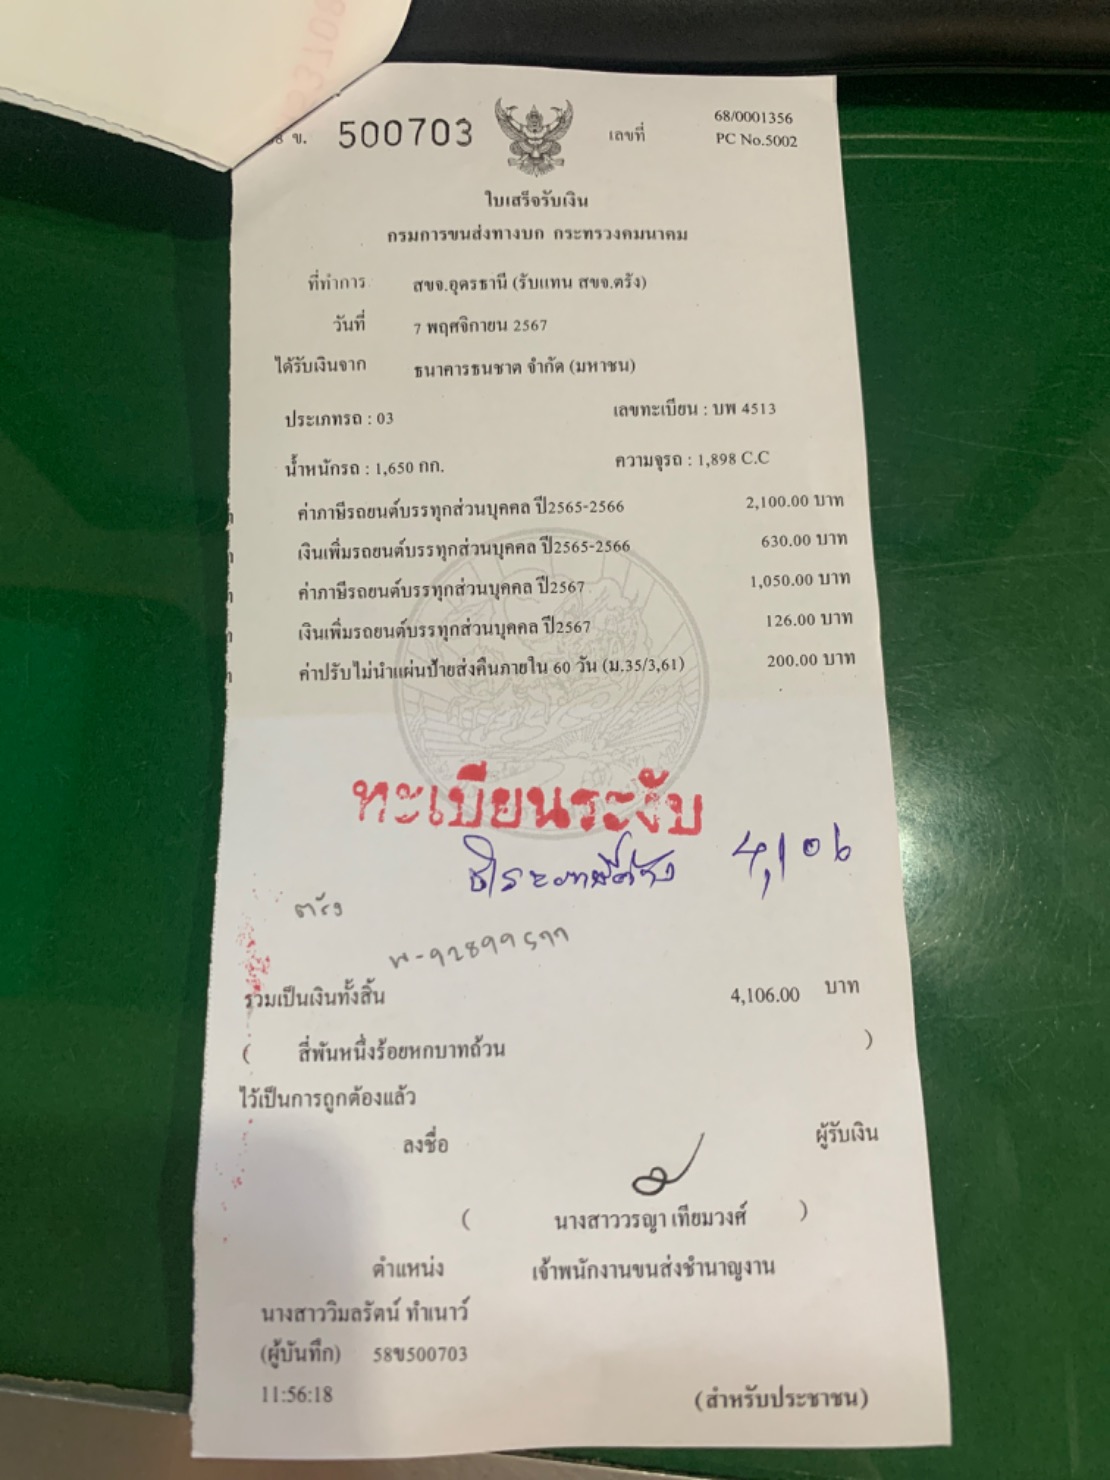 ข. 500703
เลขที่ 68/0001356
PC No.5002
ใบเสร็จรับเงิน
กรมการขนส่งทางบก กระทรวงคมนาคม
ที่ทำการ สขจ.อุดรธานี (รับแทน สขจ.ตรัง)
วันที่ 7 พฤศจิกายน 2567
ได้รับเงินจาก ธนาคารธนชาต จำกัด (มหาชน)
ประเภทรถ : 03 เลขทะเบียน : บพ 4513
น้ำหนักรถ : 1,650 กก. ความจุรถ : 1,898 C.C
ค่าภาษีรถยนต์บรรทุกส่วนบุคคล ปี2565-2566 2,100.00 บาท
เงินเพิ่มรถยนต์บรรทุกส่วนบุคคล ปี2565-2566 630.00 บาท
ค่าภาษีรถยนต์บรรทุกส่วนบุคคล ปี2567 1,050.00 บาท
เงินเพิ่มรถยนต์บรรทุกส่วนบุคคล ปี2567 126.00 บาท
ค่าปรับไม่นำแผ่นป้ายส่งคืนภายใน 60 วัน (ม.35/3,61) 200.00 บาท
ทะเบียนระงับ
ชำระภาษีค้าง 4,106
ตรัง
รวมเป็นเงินทั้งสิ้น 4,106.00 บาท
( สี่พันหนึ่งร้อยหกบาทถ้วน )
ไว้เป็นการถูกต้องแล้ว
ลงชื่อ ผู้รับเงิน
( นางสาววรญา เทียมวงศ์ )
ตำแหน่ง เจ้าพนักงานขนส่งชำนาญงาน
นางสาววิมลรัตน์ ทำเนาว์
(ผู้บันทึก) 58ข500703
11:56:18 (สำหรับประชาชน)